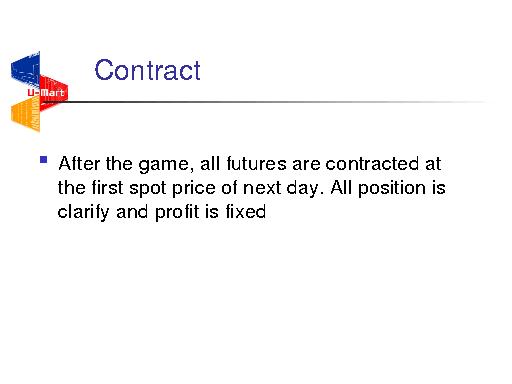 Contract
U-Mart
After the game, all futures are contracted at
the first spot price of next day. All position is
clarify and profit is fixed